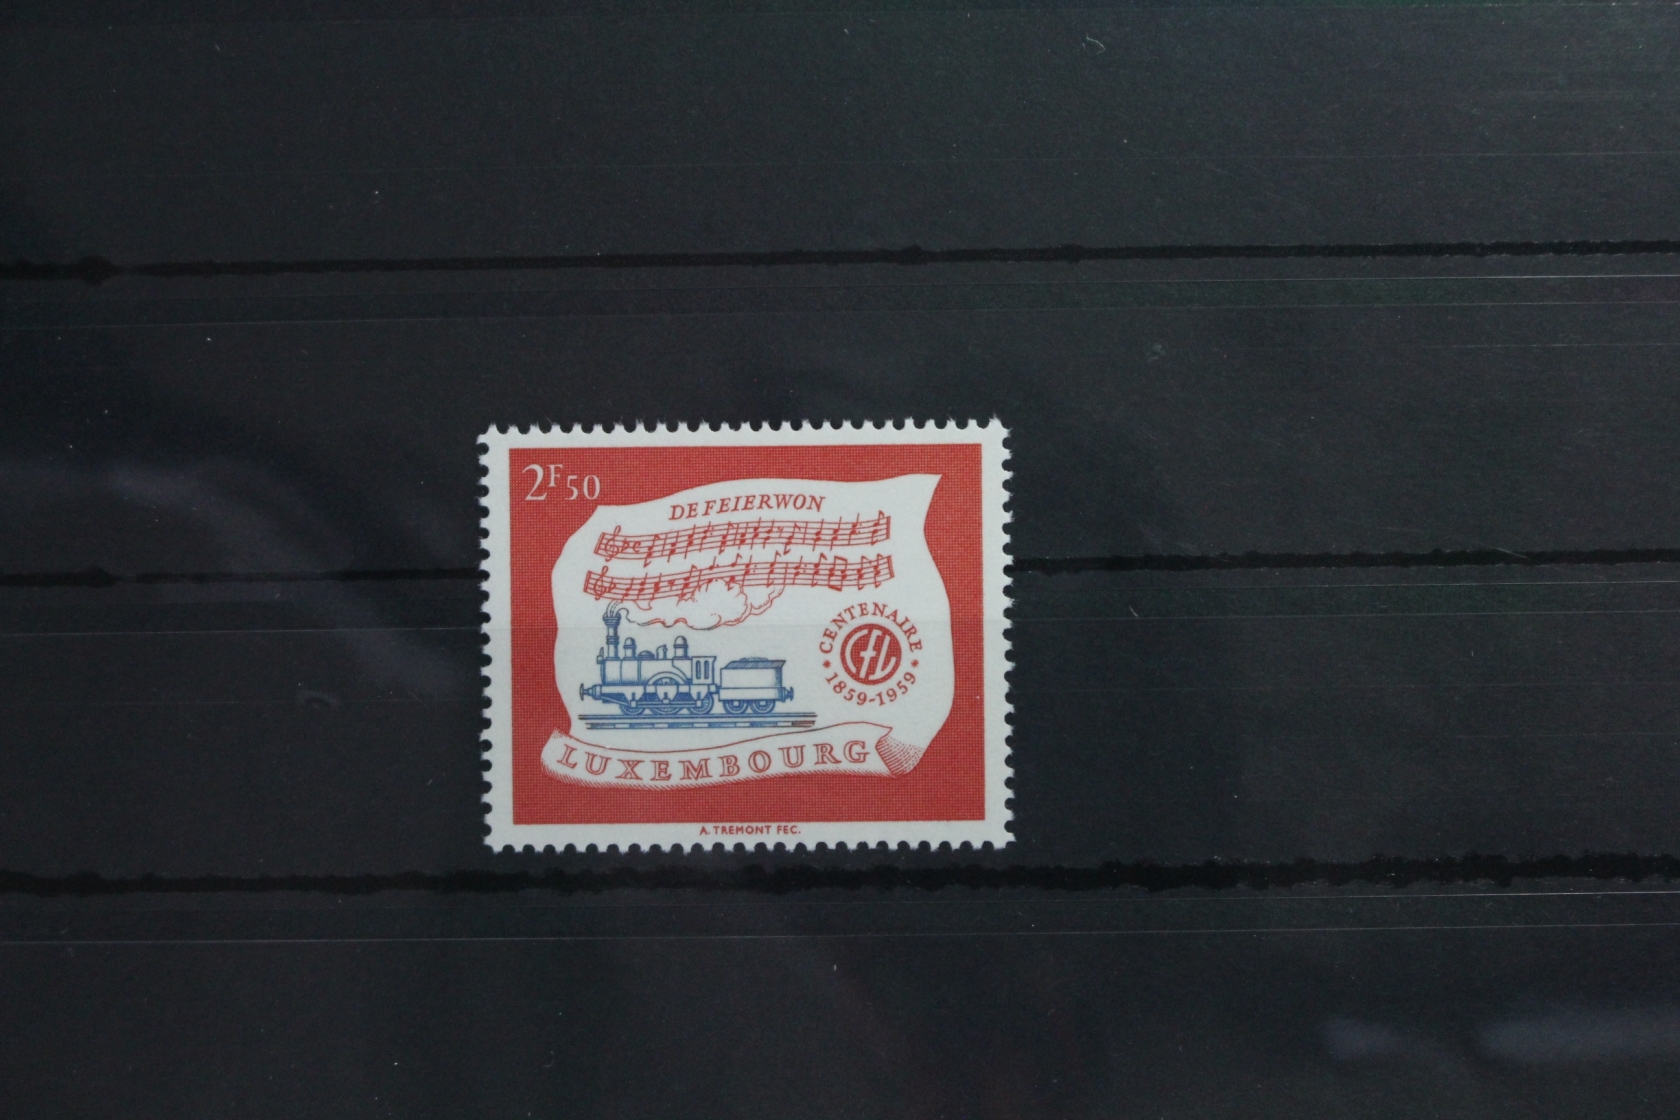 2F50
DE FEIERWON
CENTENAIRE
CFL
* 1859-1959 *
LUXEMBOURG
A. TREMONT FEC.